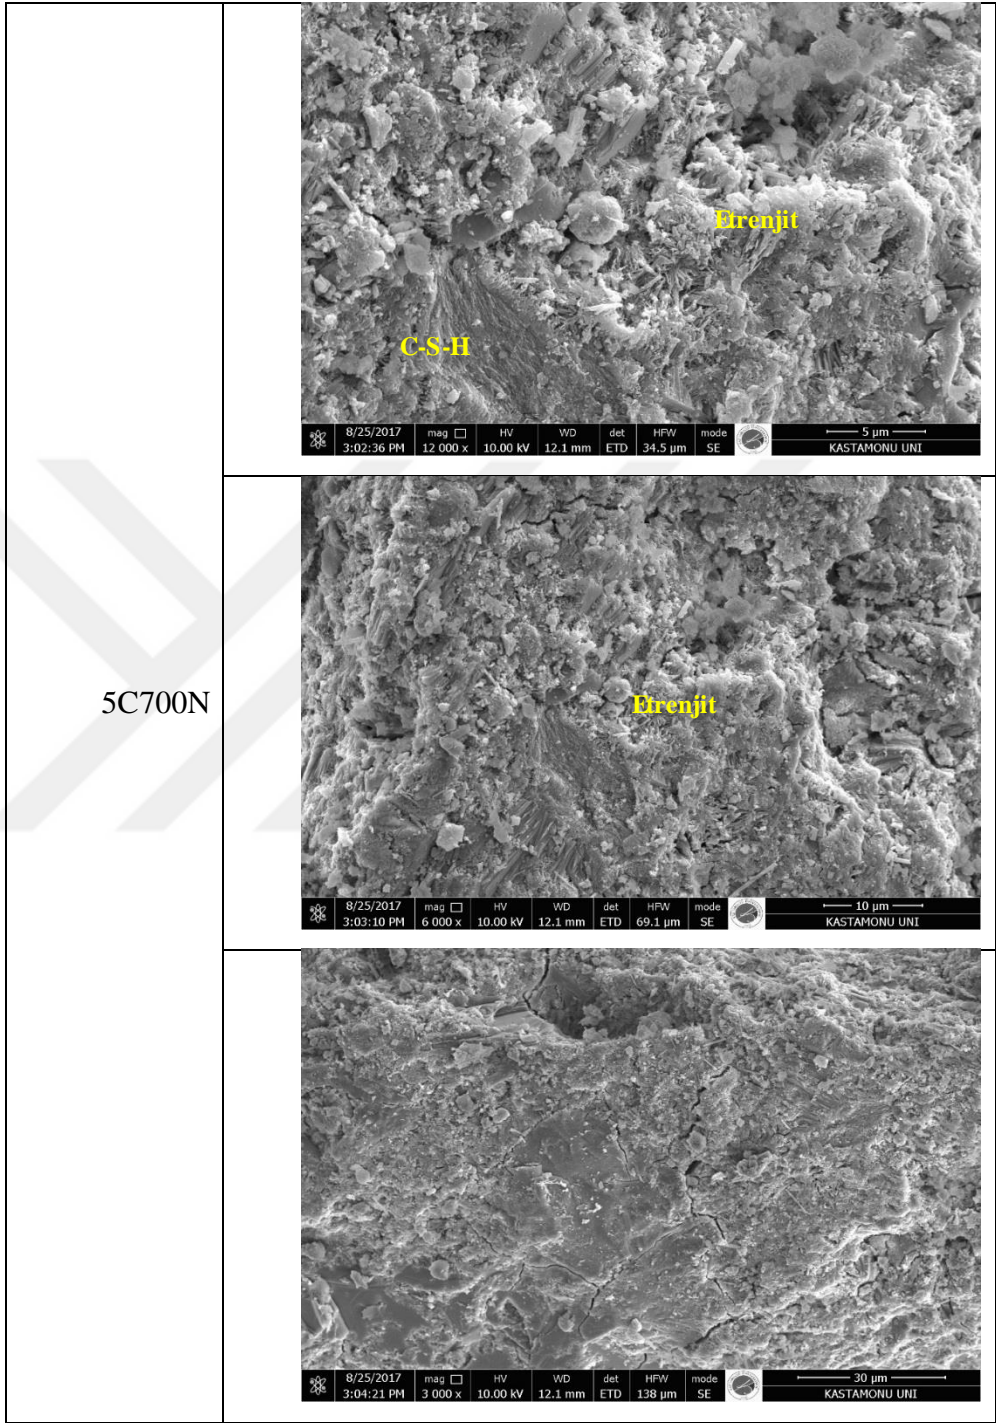 Etrenjit
C-S-H
8/25/2017 mag HV WD det HFW mode 5 µm
3:02:36 PM 12 000 x 10.00 kV 12.1 mm ETD 34.5 µm SE KASTAMONU UNI
5C700N
Etrenjit
8/25/2017 mag HV WD det HFW mode 10 µm
3:03:10 PM 6 000 x 10.00 kV 12.1 mm ETD 69.1 µm SE KASTAMONU UNI
8/25/2017 mag HV WD det HFW mode 30 µm
3:04:21 PM 3 000 x 10.00 kV 12.1 mm ETD 138 µm SE KASTAMONU UNI